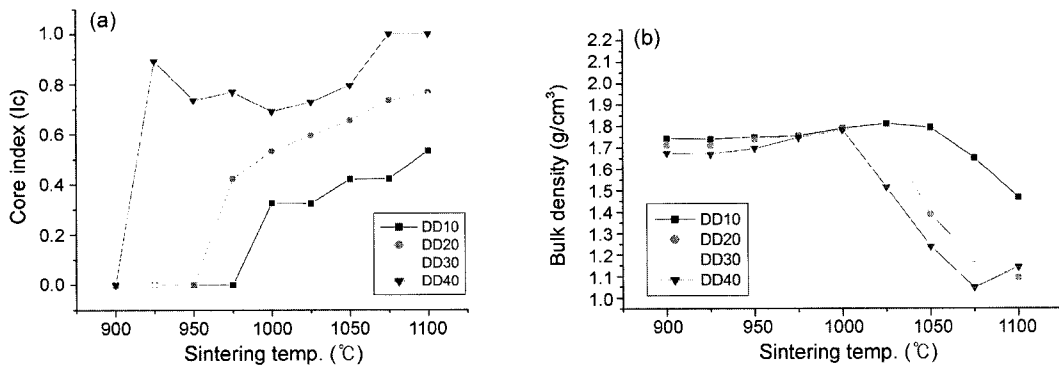 (a)
Core index (Ic)
1.0
0.8
0.6
0.4
0.2
0.0
900 950 1000 1050 1100
Sintering temp. (℃)
DD10
DD20
DD30
DD40
(b)
Bulk density (g/cm³)
2.2
2.1
2.0
1.9
1.8
1.7
1.6
1.5
1.4
1.3
1.2
1.1
1.0
900 950 1000 1050 1100
Sintering temp. (℃)
DD10
DD20
DD30
DD40